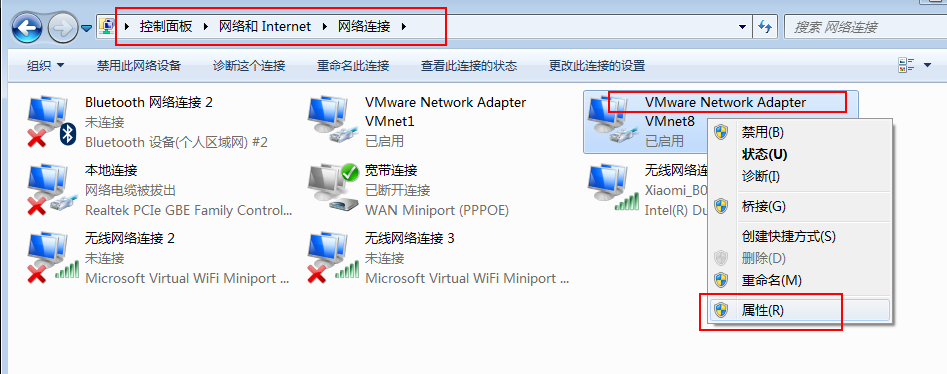 控制面板 网络和 Internet 网络连接
搜索 网络连接
组织 禁用此网络设备 诊断这个连接 重命名此连接 查看此连接的状态 更改此连接的设置
Bluetooth 网络连接 2
未连接
Bluetooth 设备(个人区域网) #2
VMware Network Adapter
VMnet1
已启用
VMware Network Adapter
VMnet8
已启用
本地连接
网络电缆被拔出
Realtek PCIe GBE Family Control...
宽带连接
已断开连接
WAN Miniport (PPPOE)
无线网络连
Xiaomi_B0
Intel(R) Du
无线网络连接 2
未连接
Microsoft Virtual WiFi Miniport ...
无线网络连接 3
未连接
Microsoft Virtual WiFi Miniport ...
禁用(B)
状态(U)
诊断(I)
桥接(G)
创建快捷方式(S)
删除(D)
重命名(M)
属性(R)